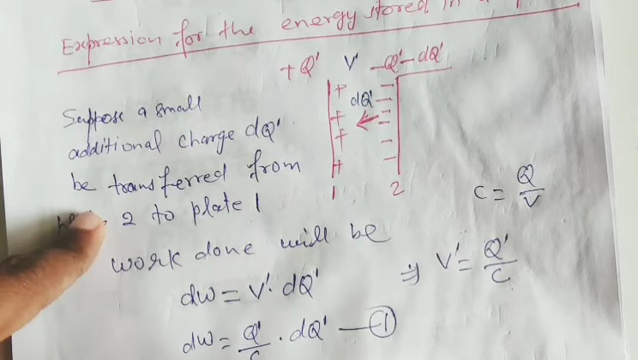 Expression for the energy stored in a
+Q' V' -Q'-dQ'
dQ'
1 2
Suppose a small
additional charge dQ'
be transferred from
2 to plate 1
C = Q/V
work done will be
dw = V'. dQ' ⇒ V' = Q'/C
dw = Q'/C . dQ' — ①